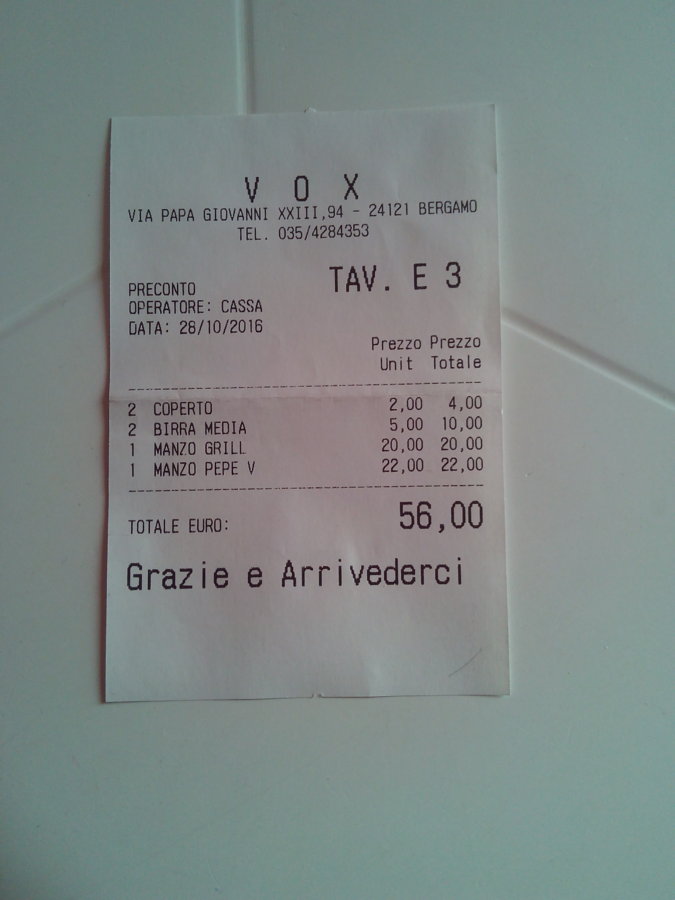 V O X
VIA PAPA GIOVANNI XXIII,94 - 24121 BERGAMO
TEL. 035/4284353
TAV. E 3
PRECONTO
OPERATORE: CASSA
DATA: 28/10/2016
Prezzo Prezzo
Unit Totale
2 COPERTO 2,00 4,00
2 BIRRA MEDIA 5,00 10,00
1 MANZO GRILL 20,00 20,00
1 MANZO PEPE V 22,00 22,00
TOTALE EURO: 56,00
Grazie e Arrivederci